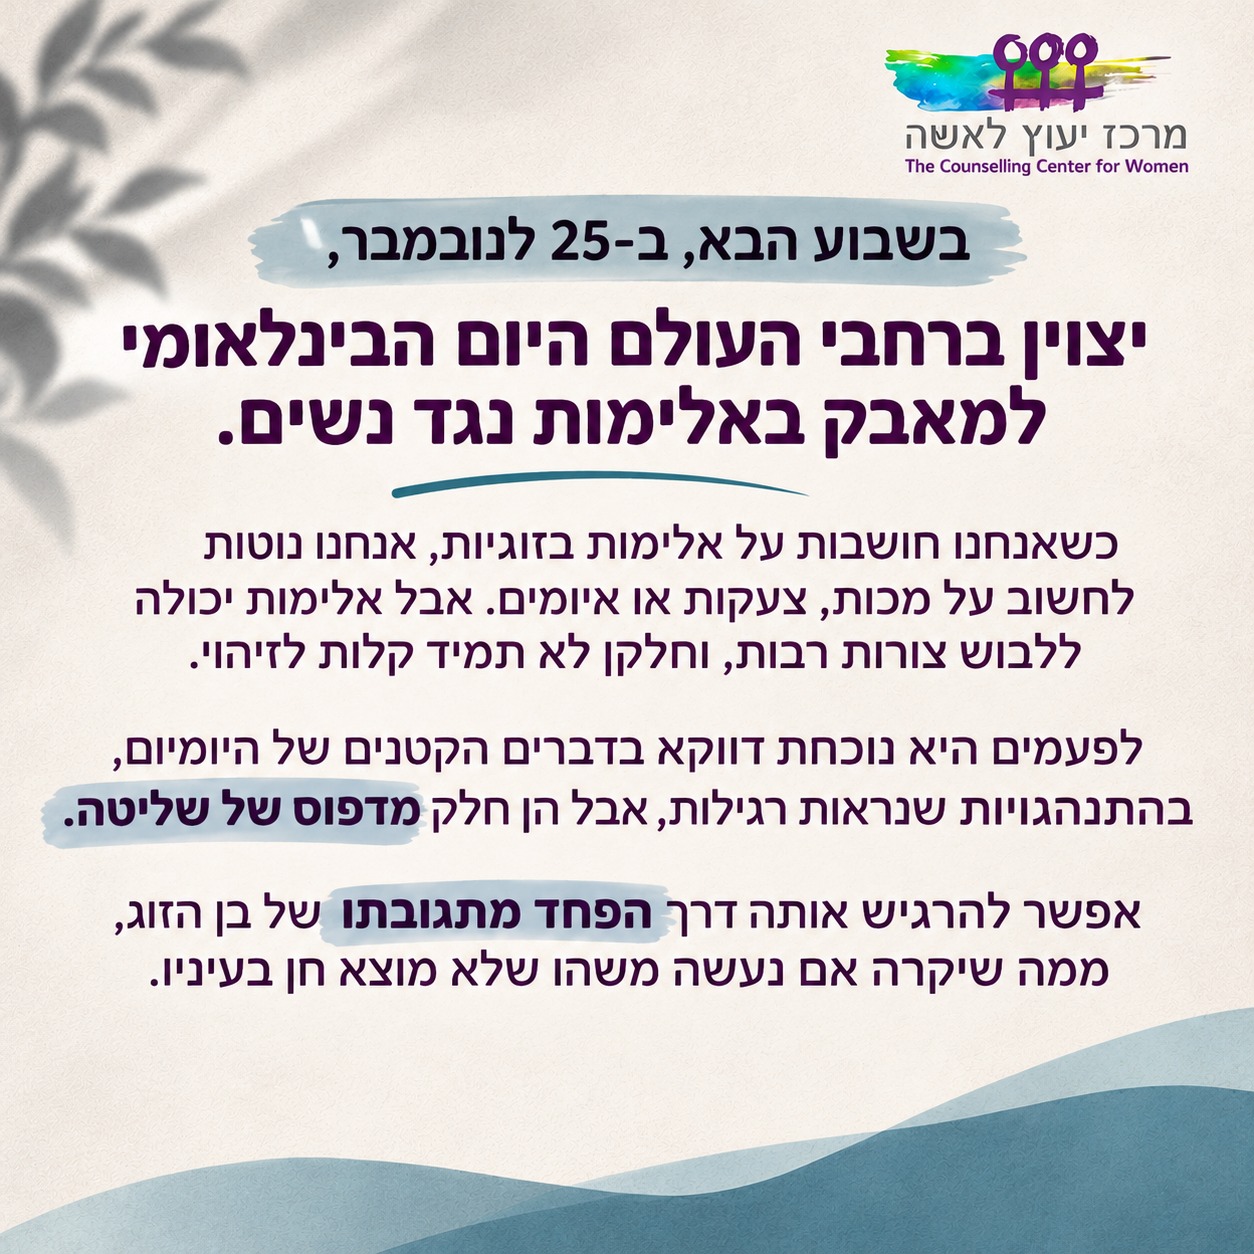 מרכז יעוץ לאשה
The Counselling Center for Women
בשבוע הבא, ב-25 לנובמבר,
יצוין ברחבי העולם היום הבינלאומי
למאבק באלימות נגד נשים.
כשאנחנו חושבות על אלימות בזוגיות, אנחנו נוטות
לחשוב על מכות, צעקות או איומים. אבל אלימות יכולה
ללבוש צורות רבות, וחלקן לא תמיד קלות לזיהוי.
לפעמים היא נוכחת דווקא בדברים הקטנים של היומיום,
בהתנהגויות שנראות רגילות, אבל הן חלק מדפוס של שליטה.
אפשר להרגיש אותה דרך הפחד מתגובתו של בן הזוג,
ממה שיקרה אם נעשה משהו שלא מוצא חן בעיניו.